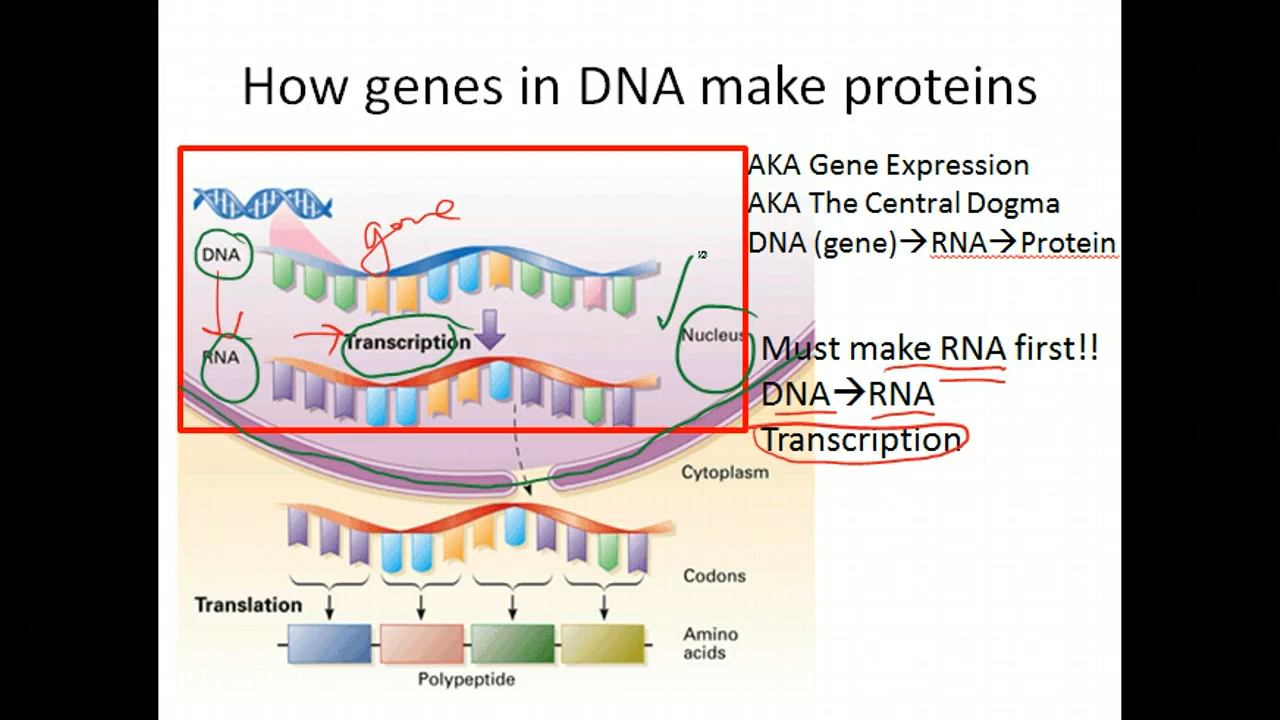 How genes in DNA make proteins
AKA Gene Expression
AKA The Central Dogma
DNA (gene)→RNA→Protein
gene
DNA
Transcription
Nucleus
RNA
Must make RNA first!!
DNA→RNA
Transcription
Cytoplasm
Codons
Translation
Amino
acids
Polypeptide